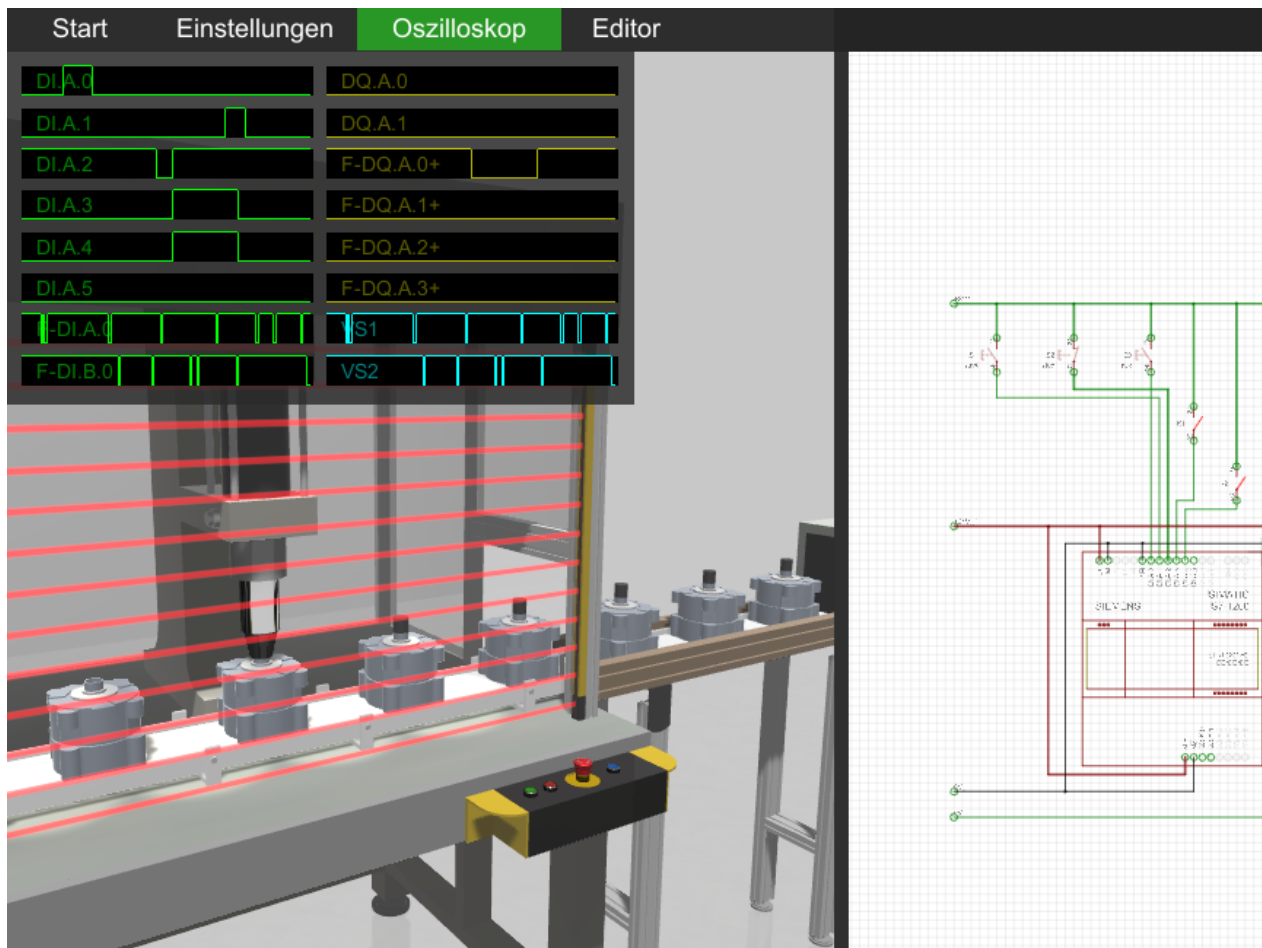 Start Einstellungen Oszilloskop Editor
DI.A.0 DQ.A.0
DI.A.1 DQ.A.1
DI.A.2 F-DQ.A.0+
DI.A.3 F-DQ.A.1+
DI.A.4 F-DQ.A.2+
DI.A.5 F-DQ.A.3+
F-DI.A.0 VS1
F-DI.B.0 VS2
SIEMENS
SIMATIC
S7-1200